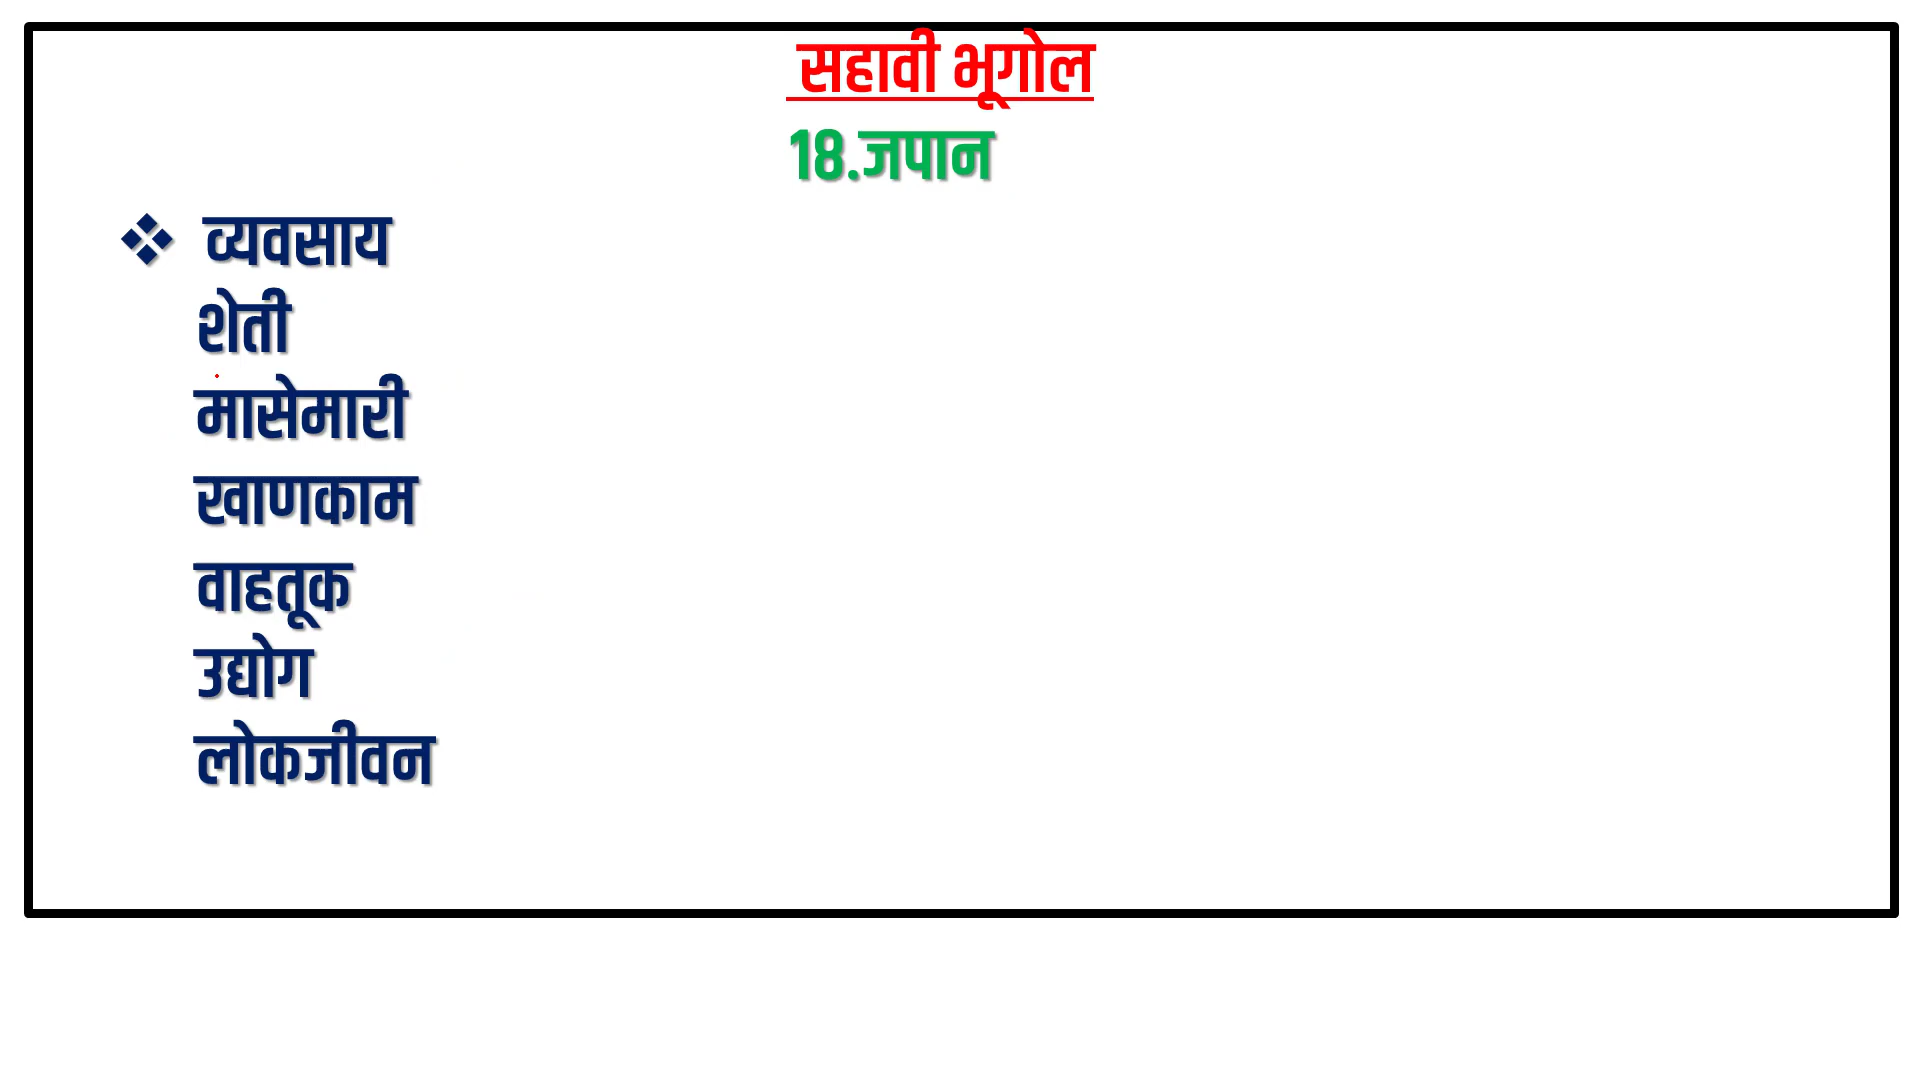 सहावी भूगोल
18.जपान
❖ व्यवसाय
शेती
मासेमारी
खाणकाम
वाहतूक
उद्योग
लोकजीवन